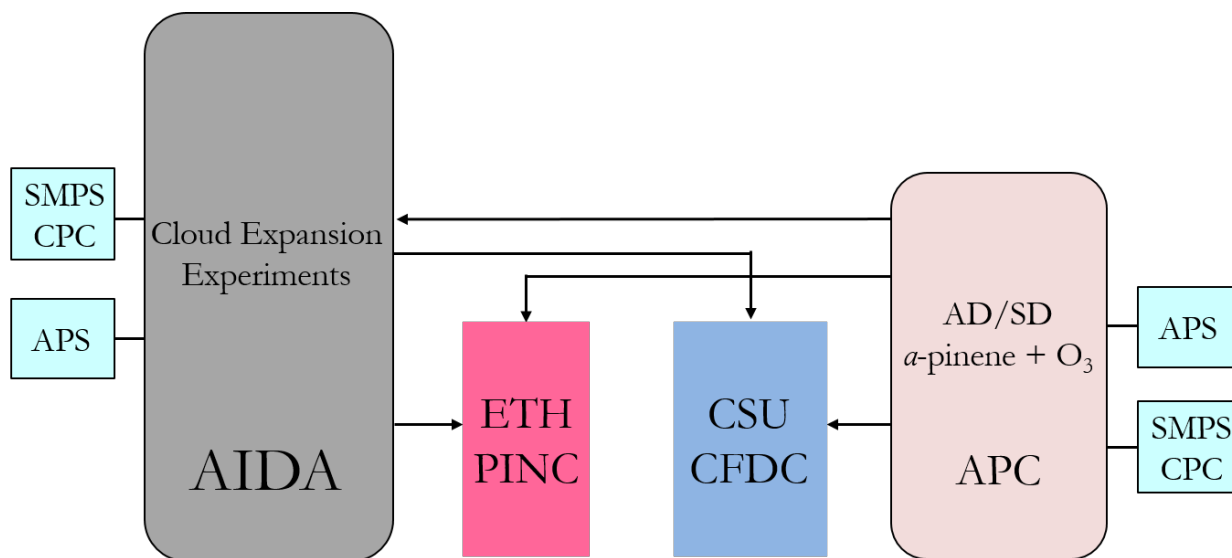 SMPS
CPC
APS
Cloud Expansion
Experiments
AIDA
ETH
PINC
CSU
CFDC
AD/SD
a-pinene + O₃
APC
APS
SMPS
CPC